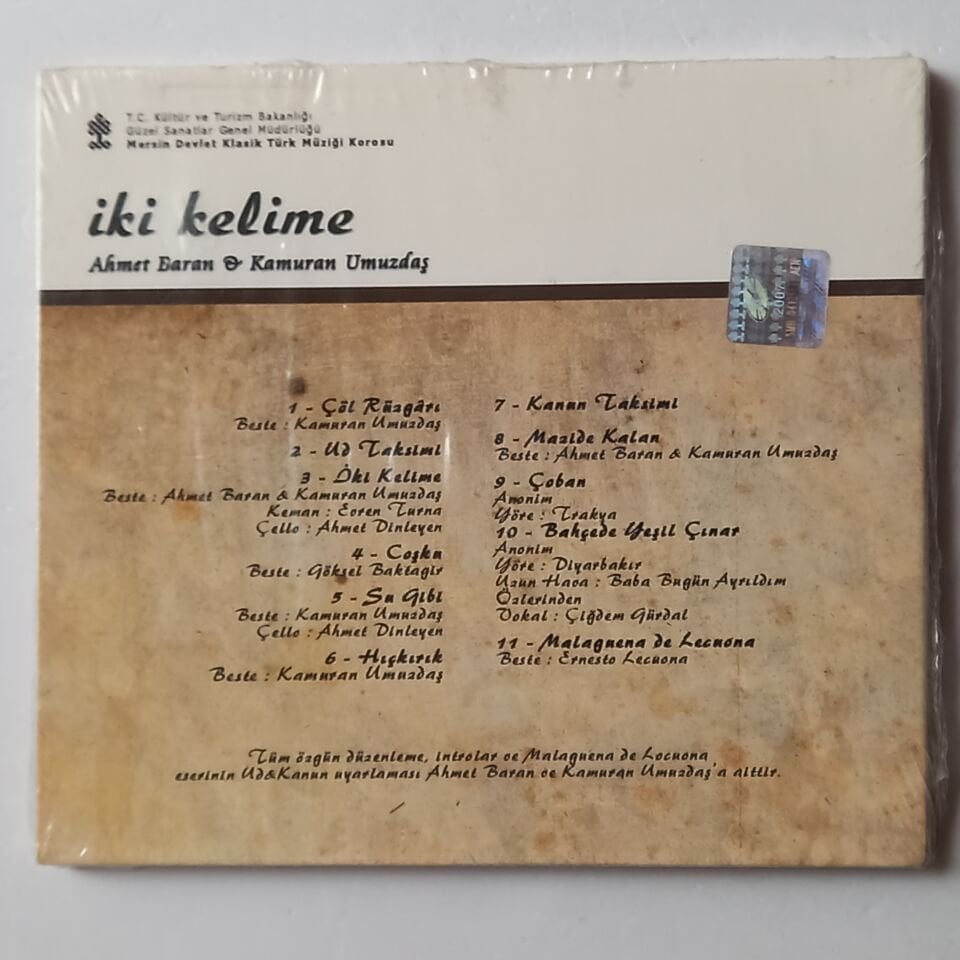 T.C. Kültür ve Turizm Bakanlığı
Güzel Sanatlar Genel Müdürlüğü
Mersin Devlet Klasik Türk Müziği Korosu
iki kelime
Ahmet Baran & Kamuran Umuzdaş
2007
1 - Çöl Rüzgârı
Beste : Kamuran Umuzdaş
2 - Ud Taksimi
3 - İki Kelime
Beste : Ahmet Baran & Kamuran Umuzdaş
Keman : Evren Turna
Çello : Ahmet Dinleyen
4 - Coşku
Beste : Göksel Baktagir
5 - Su Gibi
Beste : Kamuran Umuzdaş
Çello : Ahmet Dinleyen
6 - Hıçkırık
Beste : Kamuran Umuzdaş
7 - Kanun Taksimi
8 - Mazide Kalan
Beste : Ahmet Baran & Kamuran Umuzdaş
9 - Çoban
Anonim
Yöre : Trakya
10 - Bahçede Yeşil Çınar
Anonim
Yöre : Diyarbakır
Uzun Hava : Baba Bugün Ayrıldım
Özlerinden
Vokal : Çiğdem Gürdal
11 - Malaguena de Lecuona
Beste : Ernesto Lecuona
Tüm özgün düzenleme, introlar ve Malaguena de Locuona
eserinin Ud&Kanun uyarlaması Ahmet Baran ve Kamuran Umuzdaş'a aittir.